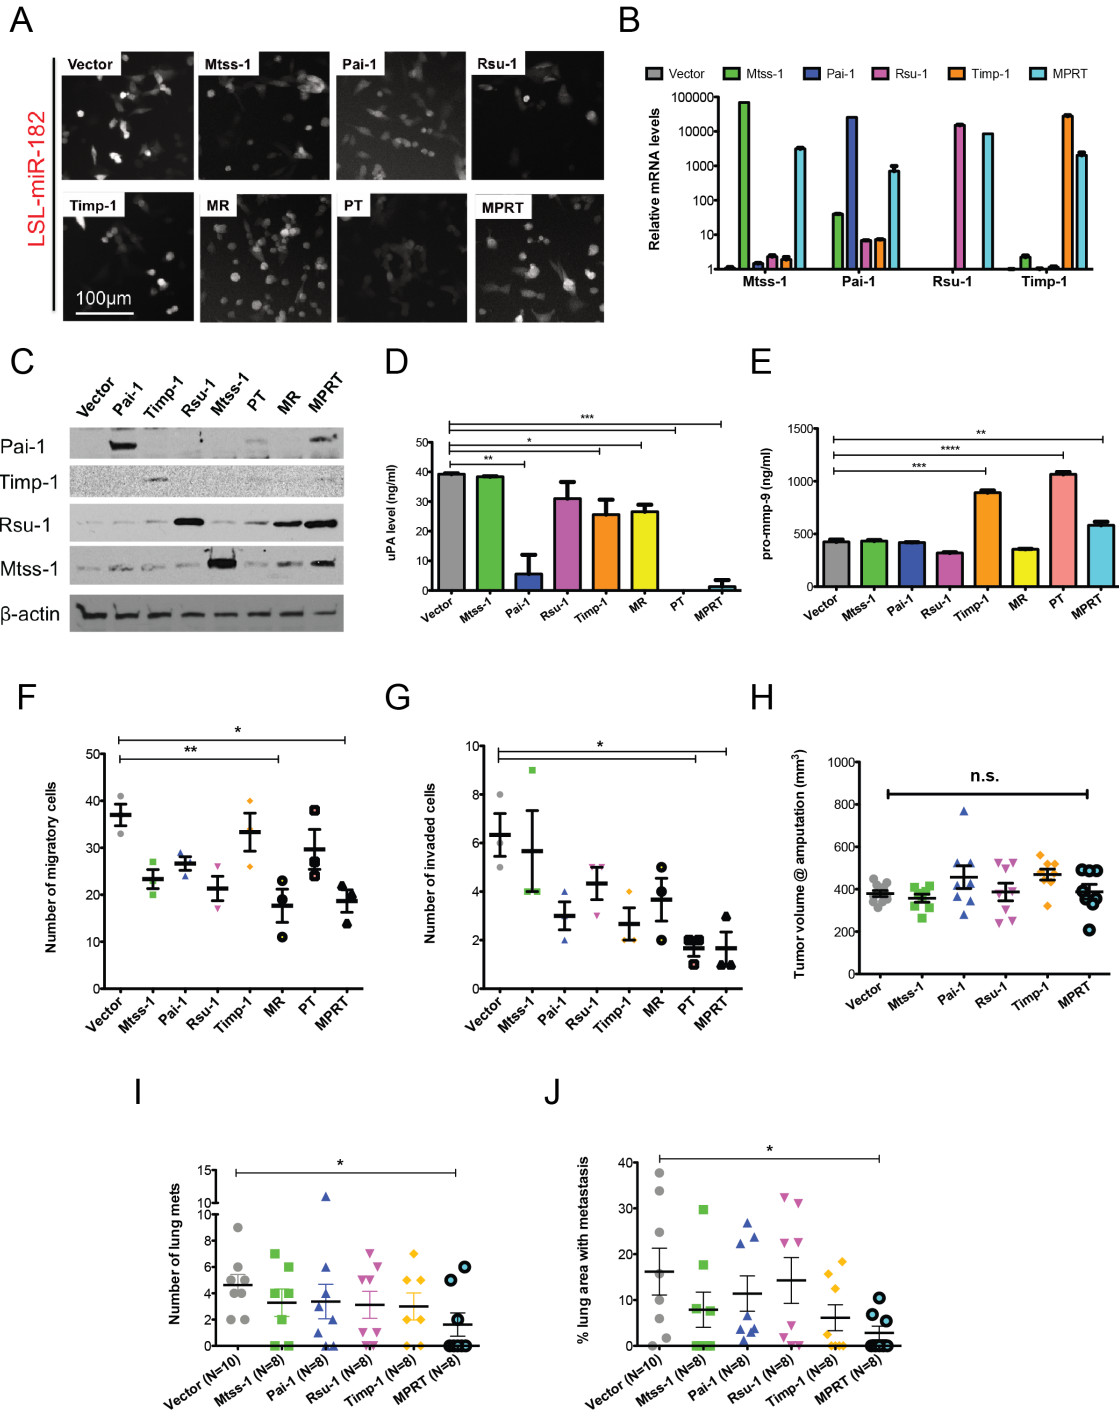 A
LSL-miR-182
Vector
Mtss-1
Pai-1
Rsu-1
Timp-1
MR
PT
MPRT
100µm
B
Vector
Mtss-1
Pai-1
Rsu-1
Timp-1
MPRT
Relative mRNA levels
100000
10000
1000
100
10
1
Mtss-1
Pai-1
Rsu-1
Timp-1
C
Vector
Pai-1
Timp-1
Rsu-1
Mtss-1
PT
MR
MPRT
Pai-1
Timp-1
Rsu-1
Mtss-1
β-actin
D
***
*
**
uPA level (ng/ml)
50
40
30
20
10
0
Vector
Mtss-1
Pai-1
Rsu-1
Timp-1
MR
PT
MPRT
E
**
****
***
pro-mmp-9 (ng/ml)
1500
1000
500
0
Vector
Mtss-1
Pai-1
Rsu-1
Timp-1
MR
PT
MPRT
F
*
**
Number of migratory cells
50
40
30
20
10
0
Vector
Mtss-1
Pai-1
Rsu-1
Timp-1
MR
PT
MPRT
G
*
Number of invaded cells
10
8
6
4
2
0
Vector
Mtss-1
Pai-1
Rsu-1
Timp-1
MR
PT
MPRT
H
n.s.
Tumor volume @ amputation (mm³)
1000
800
600
400
200
0
Vector
Mtss-1
Pai-1
Rsu-1
Timp-1
MPRT
I
*
Number of lung mets
15
10
10
8
6
4
2
0
Vector (N=10)
Mtss-1 (N=8)
Pai-1 (N=8)
Rsu-1 (N=8)
Timp-1 (N=8)
MPRT (N=8)
J
*
% lung area with metastasis
40
30
20
10
0
Vector (N=10)
Mtss-1 (N=8)
Pai-1 (N=8)
Rsu-1 (N=8)
Timp-1 (N=8)
MPRT (N=8)